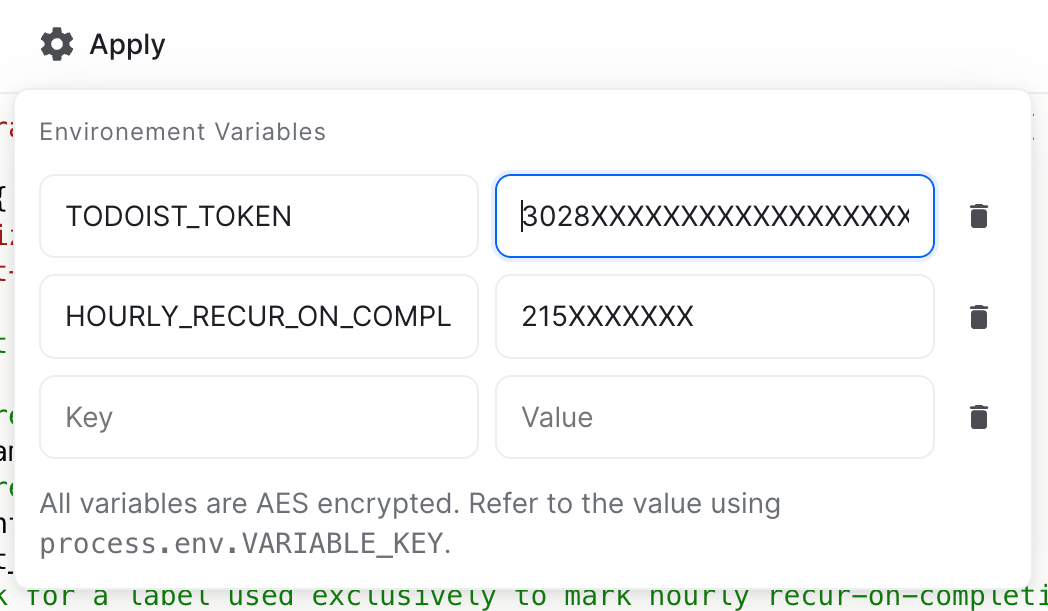 Apply
Environement Variables
TODOIST_TOKEN
3028XXXXXXXXXXXXXXXXXX
HOURLY_RECUR_ON_COMPL
215XXXXXXX
Key
Value
All variables are AES encrypted. Refer to the value using
process.env.VARIABLE_KEY.
k for a label used exclusively to mark hourly recur-on-completi